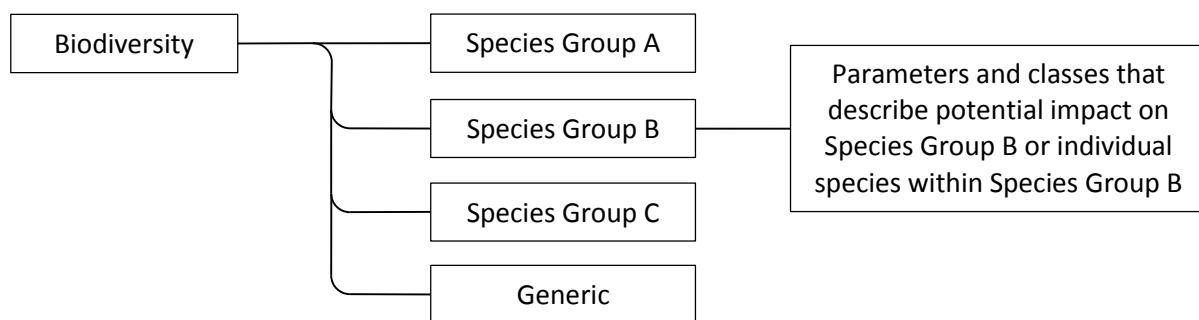 Biodiversity
Species Group A
Species Group B
Species Group C
Generic
Parameters and classes that
describe potential impact on
Species Group B or individual
species within Species Group B